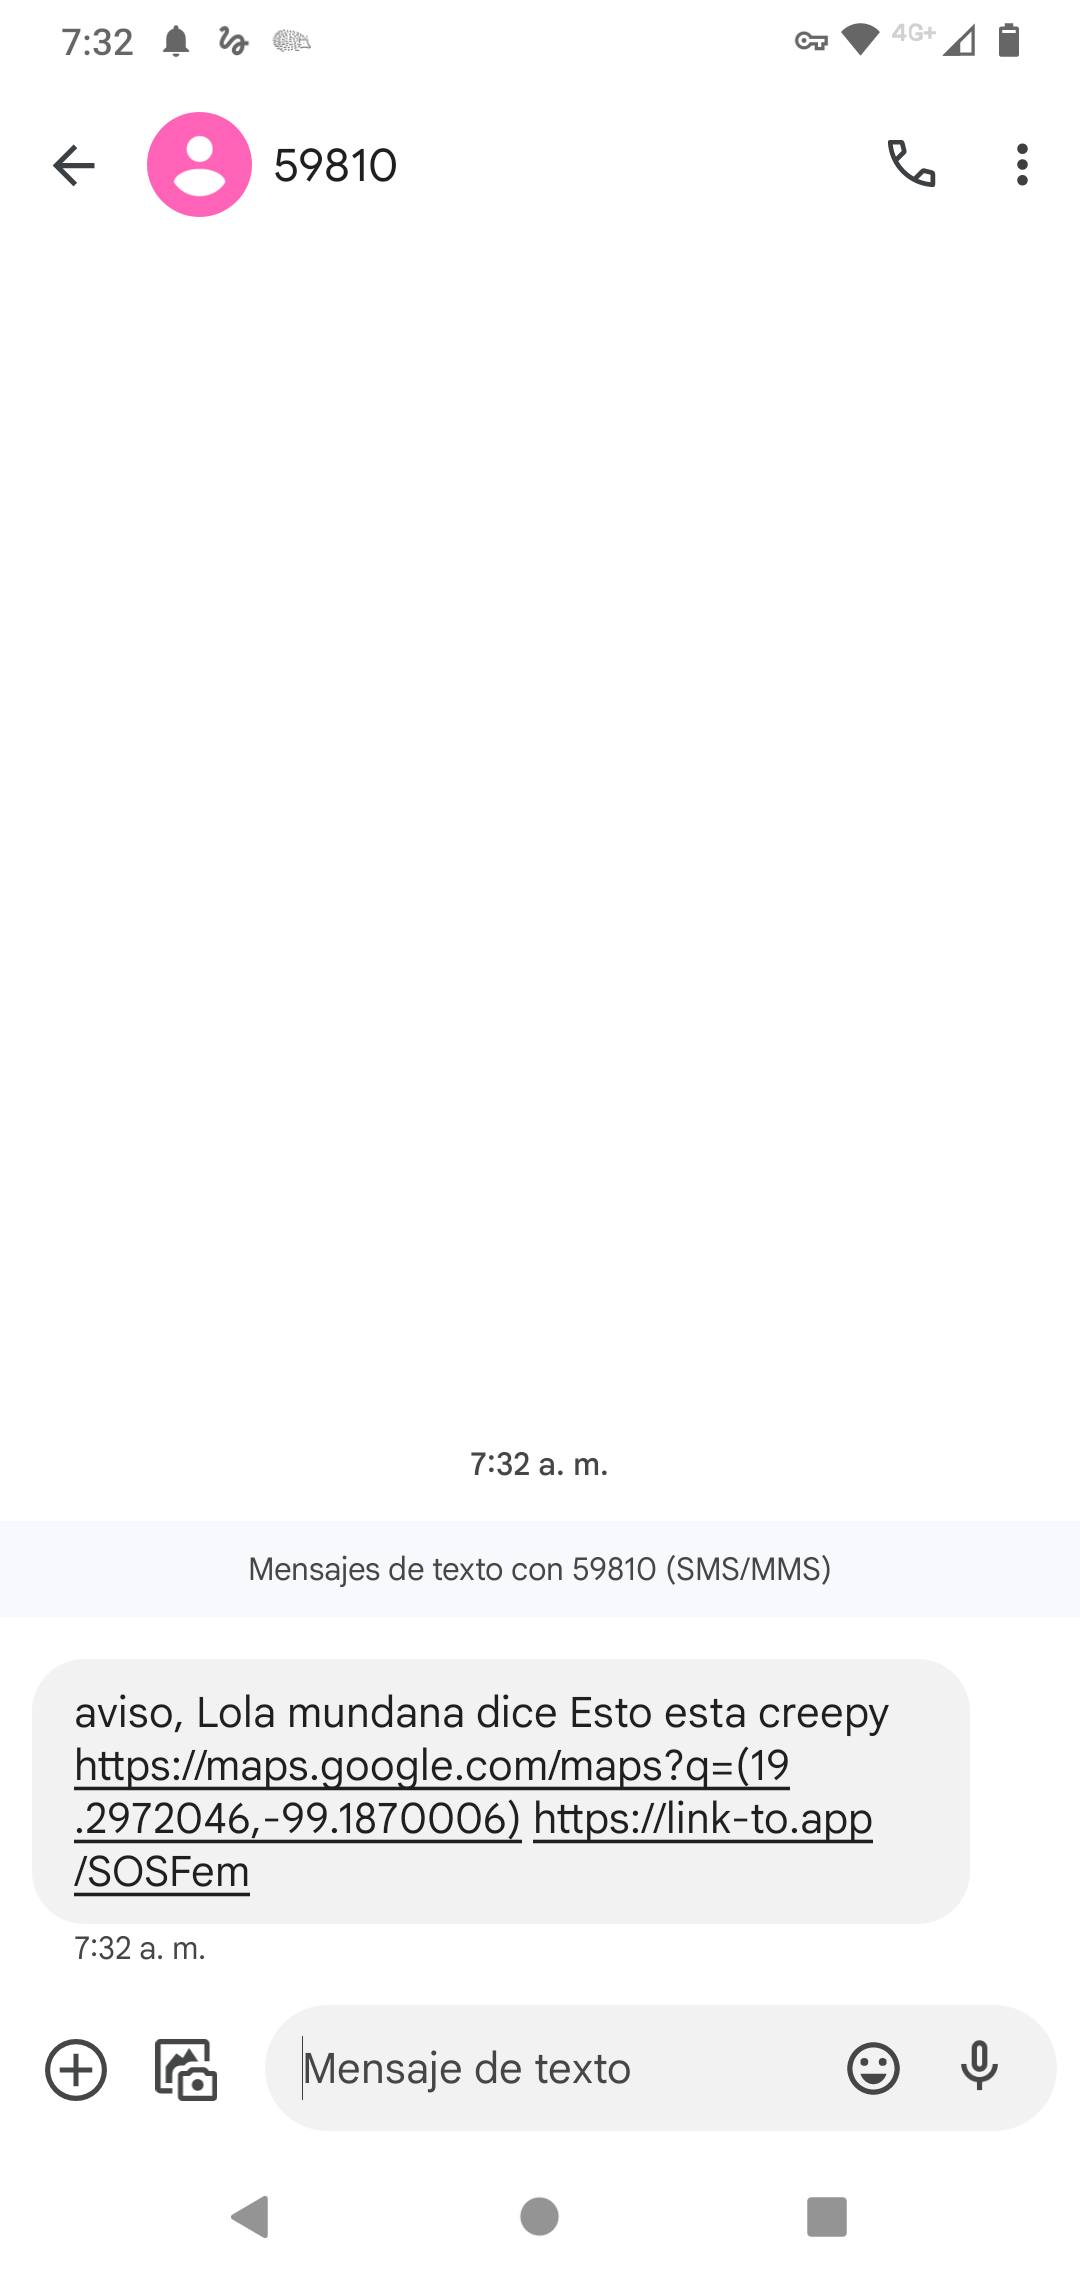 7:32
4G+
59810
7:32 a. m.
Mensajes de texto con 59810 (SMS/MMS)
aviso, Lola mundana dice Esto esta creepy
https://maps.google.com/maps?q=(19
.2972046,-99.1870006) https://link-to.app
/SOSFem
7:32 a. m.
Mensaje de texto